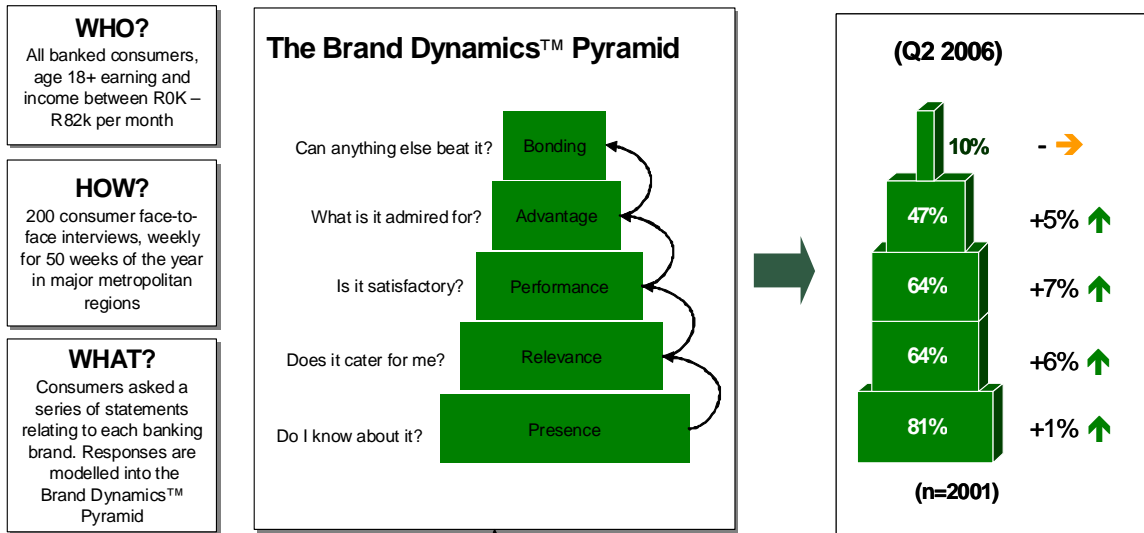 WHO?
All banked consumers,
age 18+ earning and
income between R0K –
R82k per month
HOW?
200 consumer face-to-
face interviews, weekly
for 50 weeks of the year
in major metropolitan
regions
WHAT?
Consumers asked a
series of statements
relating to each banking
brand. Responses are
modelled into the
Brand Dynamics™
Pyramid
The Brand Dynamics™ Pyramid
Can anything else beat it?
Bonding
What is it admired for?
Advantage
Is it satisfactory?
Performance
Does it cater for me?
Relevance
Do I know about it?
Presence
(Q2 2006)
10% -
47% +5%
64% +7%
64% +6%
81% +1%
(n=2001)